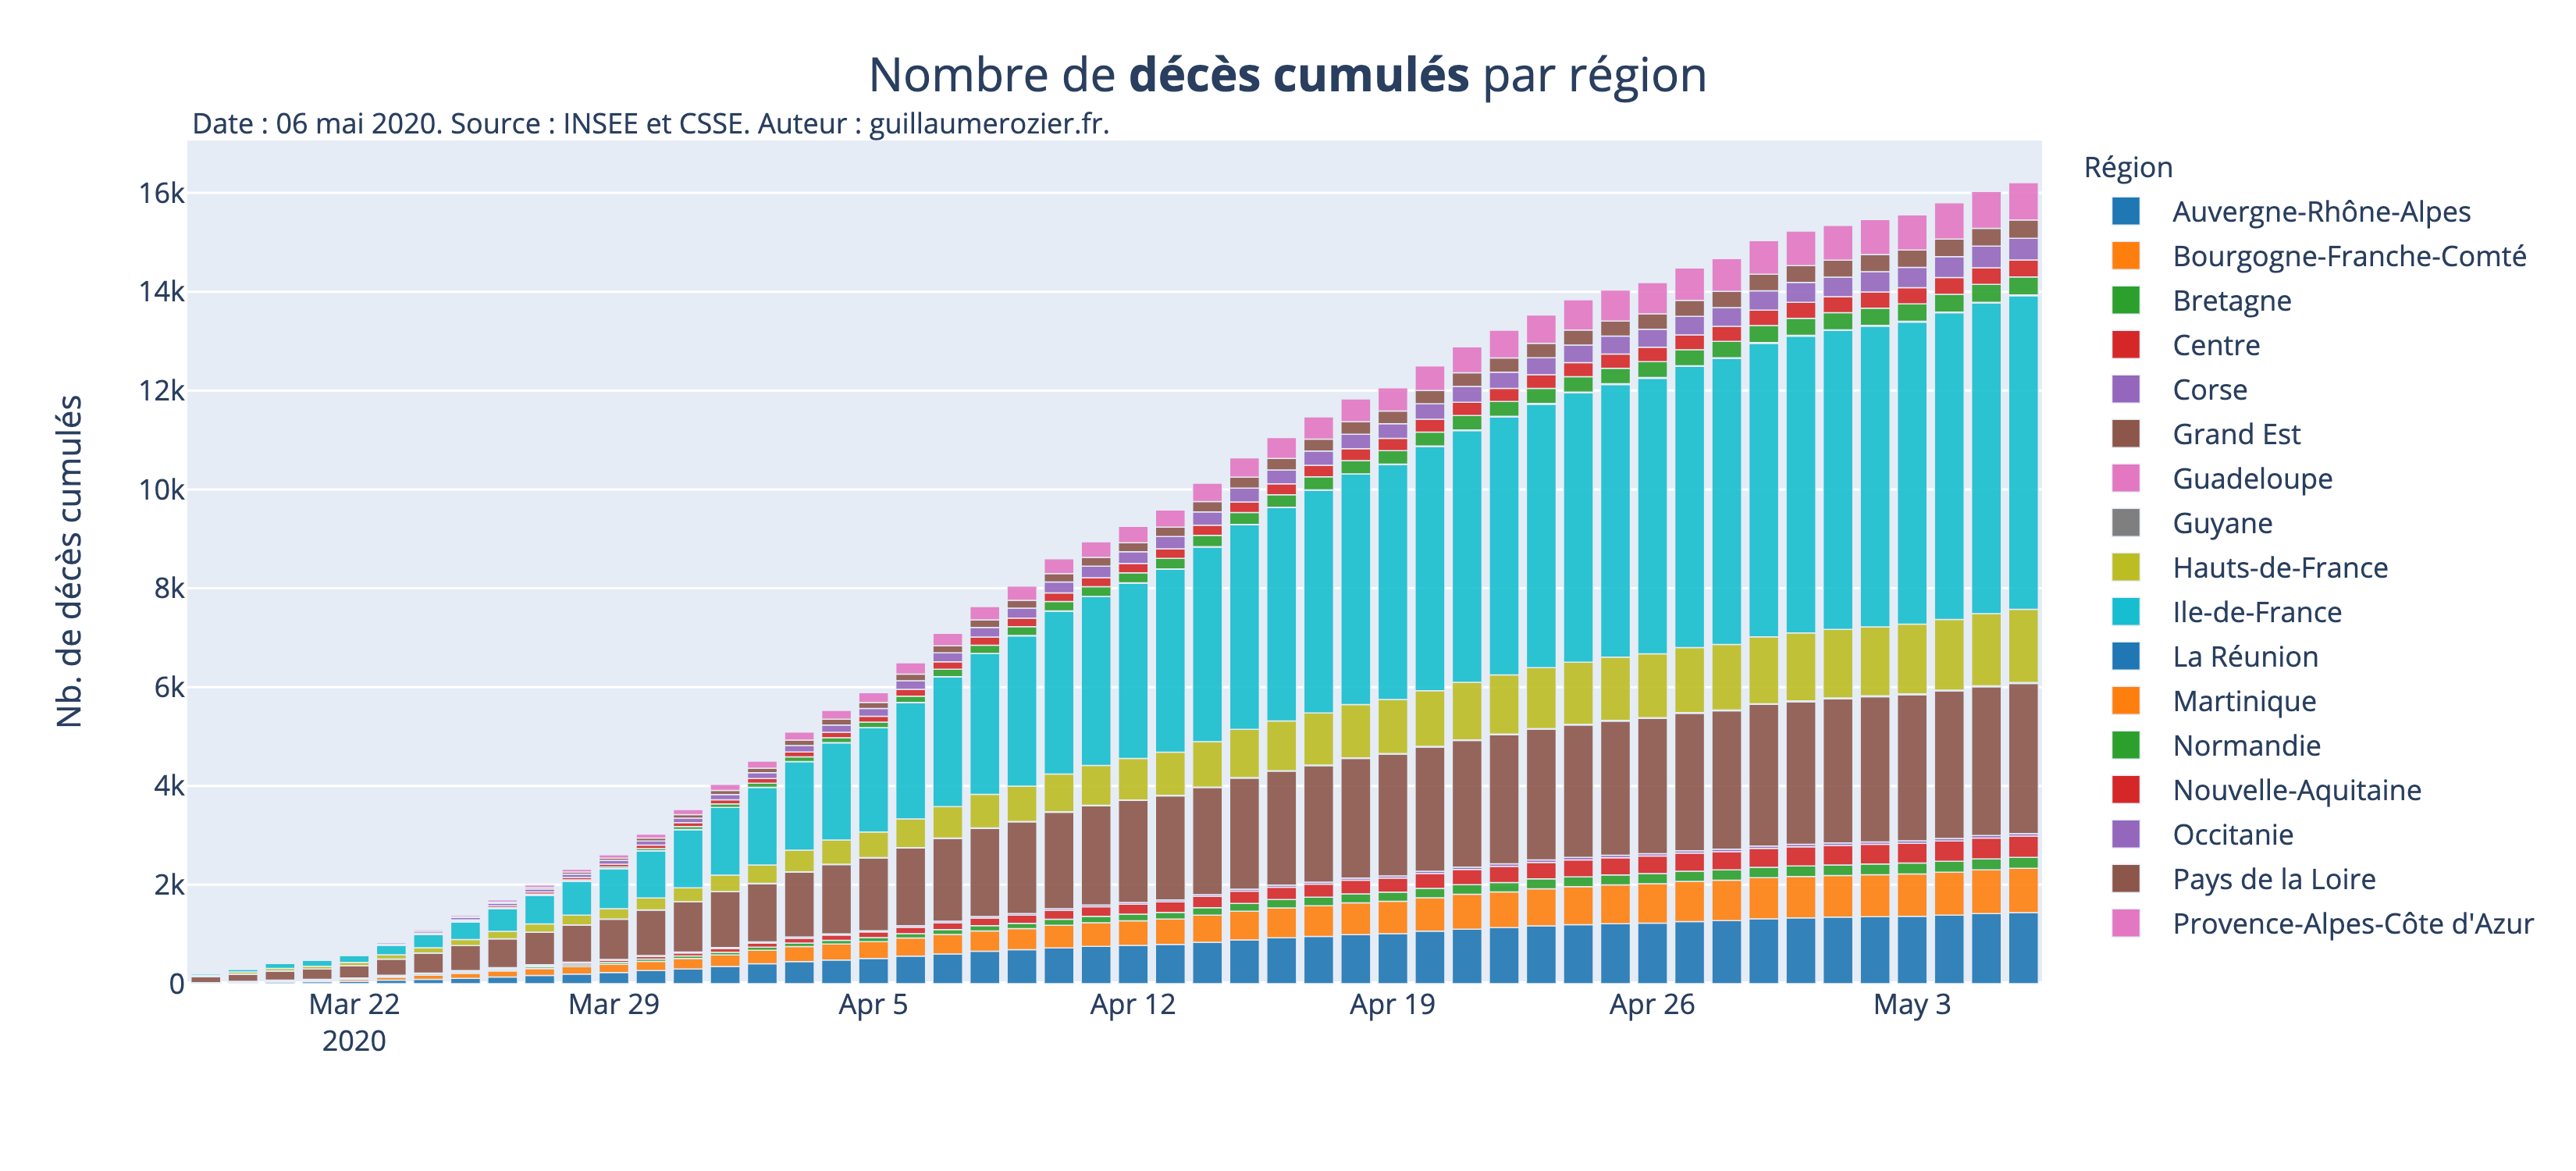 Nombre de décès cumulés par région
Date : 06 mai 2020. Source : INSEE et CSSE. Auteur : guillaumerozier.fr.
Nb. de décès cumulés
16k
14k
12k
10k
8k
6k
4k
2k
0
Mar 22
2020
Mar 29
Apr 5
Apr 12
Apr 19
Apr 26
May 3
Région
Auvergne-Rhône-Alpes
Bourgogne-Franche-Comté
Bretagne
Centre
Corse
Grand Est
Guadeloupe
Guyane
Hauts-de-France
Ile-de-France
La Réunion
Martinique
Normandie
Nouvelle-Aquitaine
Occitanie
Pays de la Loire
Provence-Alpes-Côte d'Azur